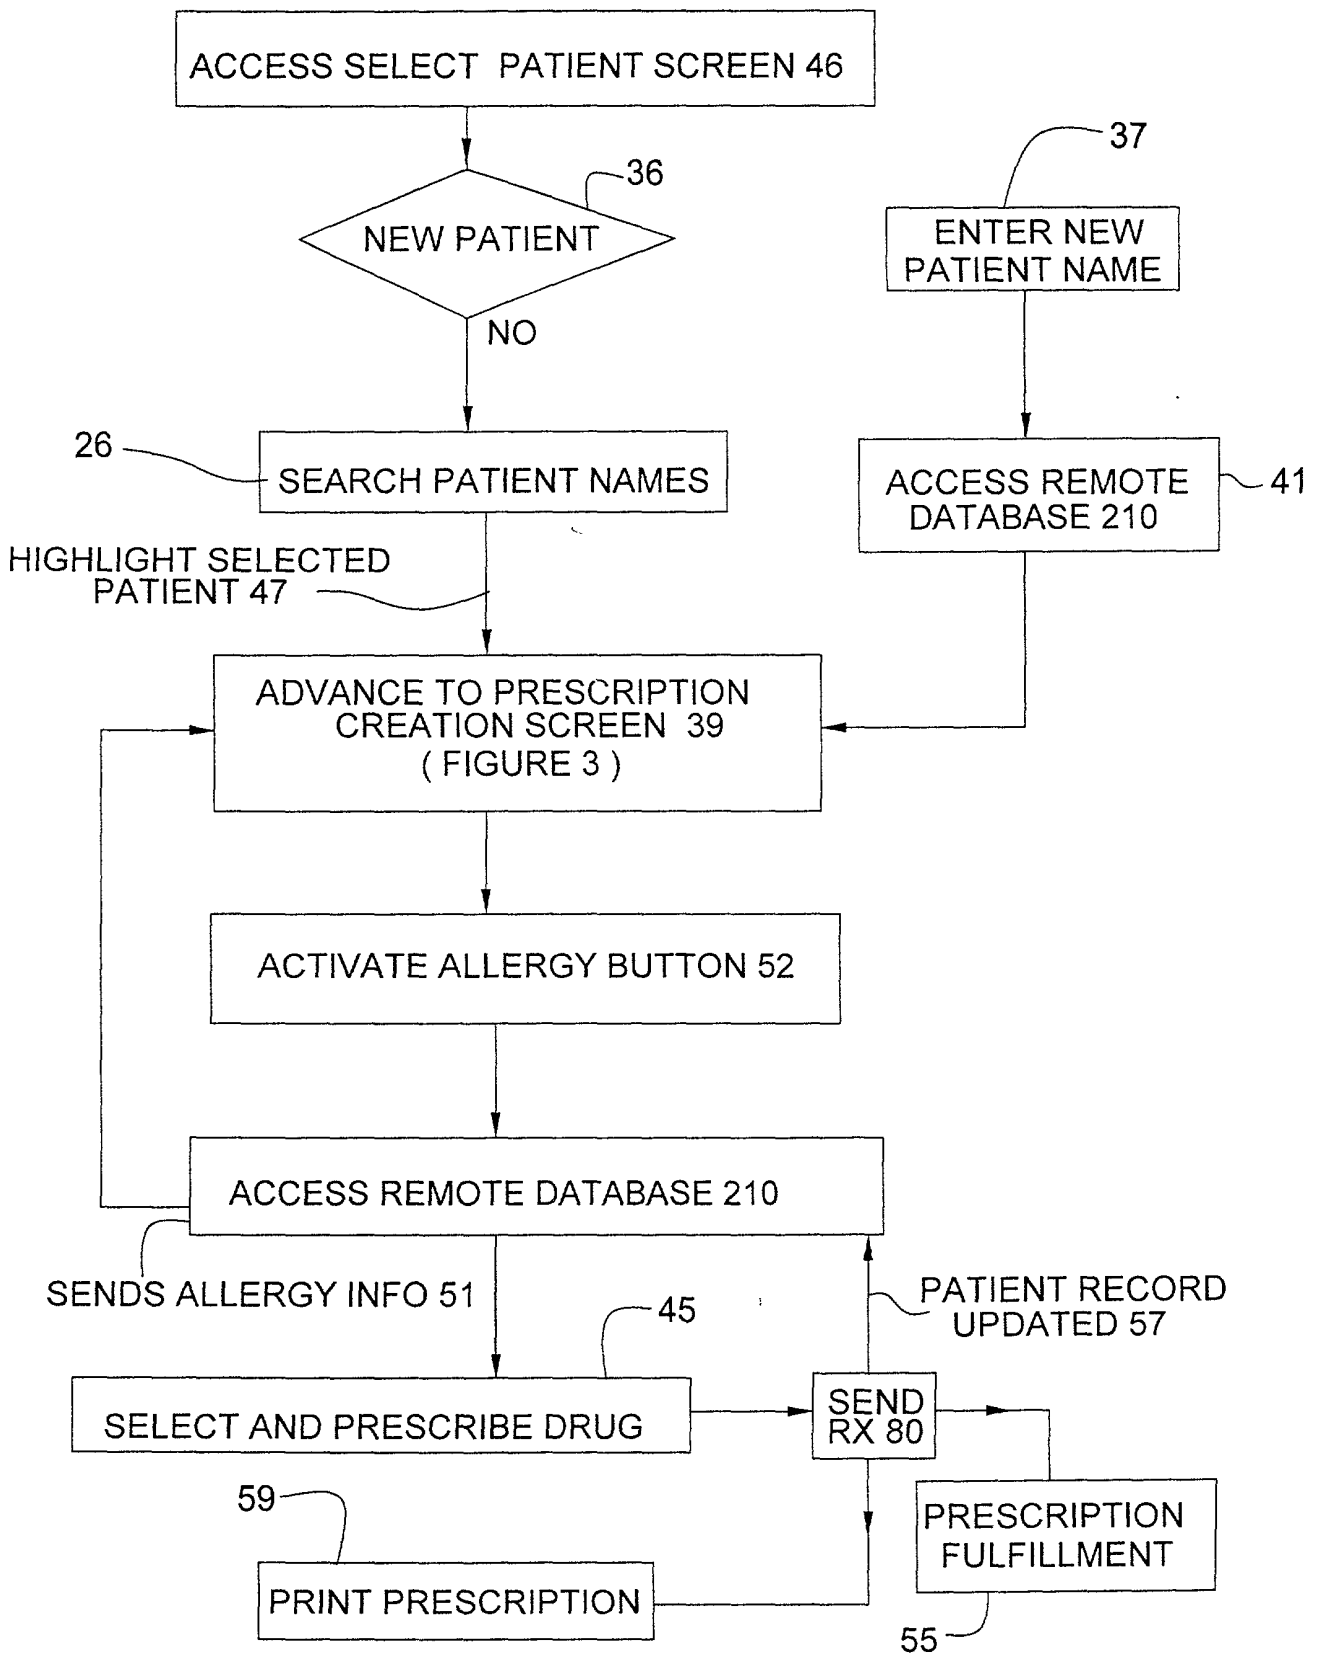 ACCESS SELECT PATIENT SCREEN 46
36
NEW PATIENT
NO
37
ENTER NEW
PATIENT NAME
26
SEARCH PATIENT NAMES
ACCESS REMOTE
DATABASE 210
41
HIGHLIGHT SELECTED
PATIENT 47
ADVANCE TO PRESCRIPTION
CREATION SCREEN 39
( FIGURE 3 )
ACTIVATE ALLERGY BUTTON 52
ACCESS REMOTE DATABASE 210
SENDS ALLERGY INFO 51
PATIENT RECORD
UPDATED 57
45
SELECT AND PRESCRIBE DRUG
SEND
RX 80
59
PRINT PRESCRIPTION
PRESCRIPTION
FULFILLMENT
55